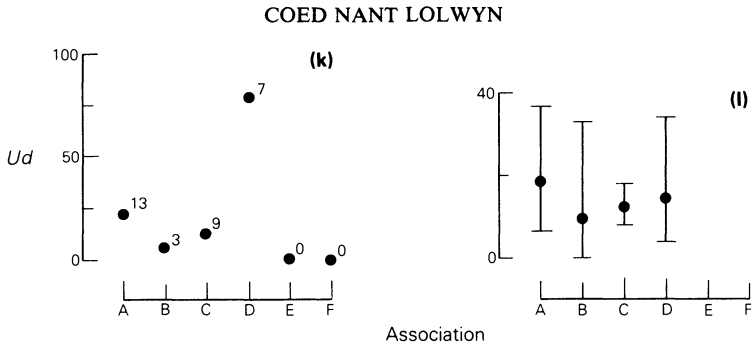 COED NANT LOLWYN
(k)
100
50
0
Ud
13
3
9
7
0
0
A B C D E F
(l)
40
0
A B C D E F
Association